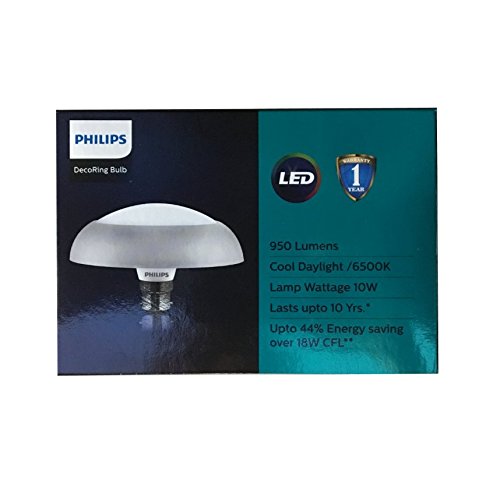 PHILIPS
DecoRing Bulb
PHILIPS
LED
WARRANTY
1
YEAR
950 Lumens
Cool Daylight /6500K
Lamp Wattage 10W
Lasts upto 10 Yrs.*
Upto 44% Energy saving
over 18W CFL**